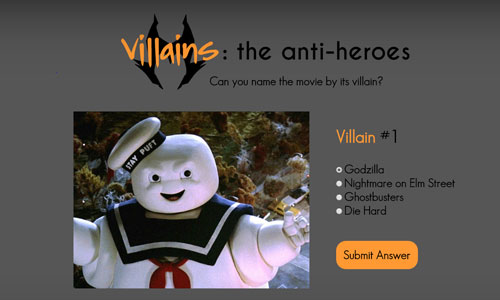 Villains: the anti-heroes
Can you name the movie by its villain?
STAY PUFT
Villain #1
Godzilla
Nightmare on Elm Street
Ghostbusters
Die Hard
Submit Answer